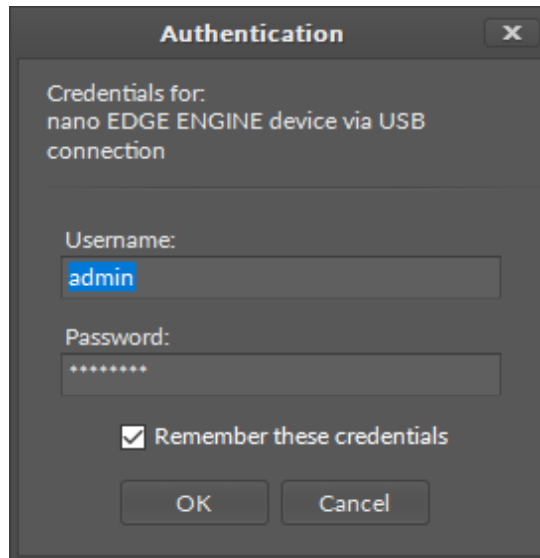 Authentication
x
Credentials for:
nano EDGE ENGINE device via USB
connection
Username:
admin
Password:
********
Remember these credentials
OK Cancel